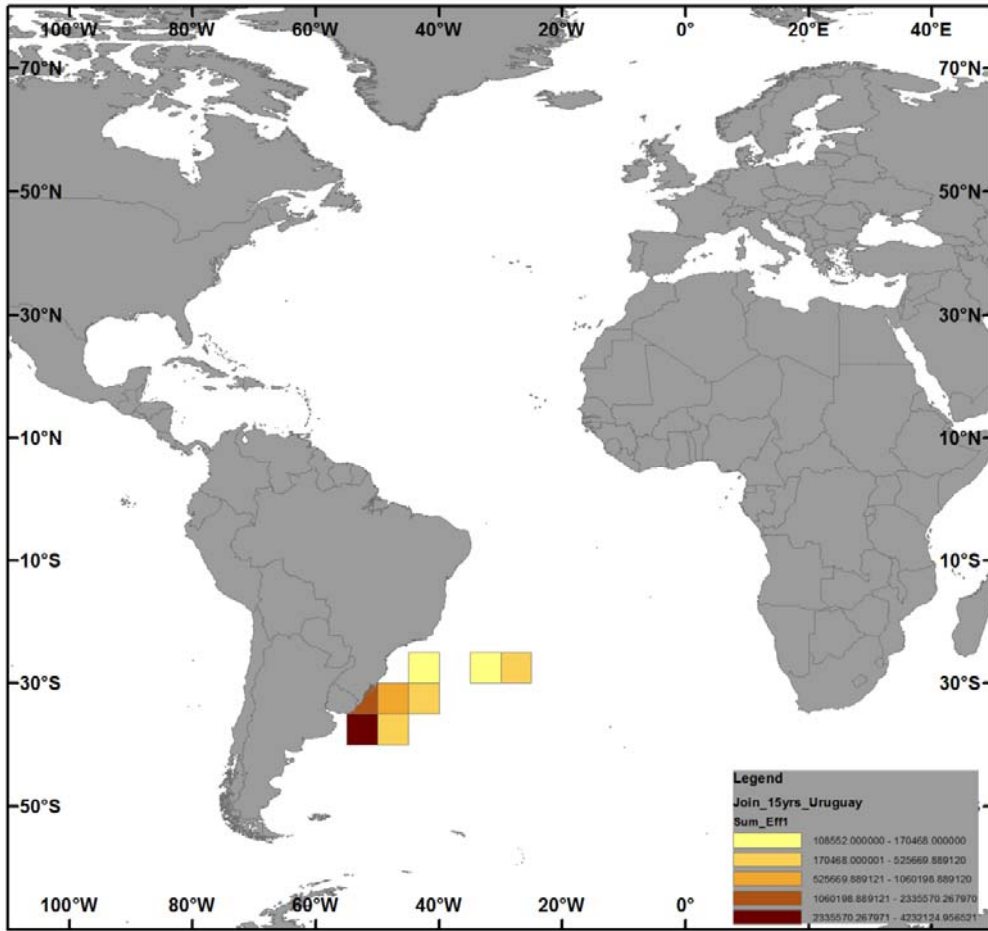 100°W 80°W 60°W 40°W 20°W 0° 20°E 40°E
70°N 70°N
50°N 50°N
30°N 30°N
10°N 10°N
10°S 10°S
30°S 30°S
50°S
Legend
Join_15yrs_Uruguay
Sum_Eff1
108552.000000 - 170468.000000
170468.000001 - 525669.889120
525669.889121 - 1060198.889120
1060198.889121 - 2335570.267970
2335570.267971 - 4232124.956521
100°W 80°W 60°W 40°W 20°W 0°